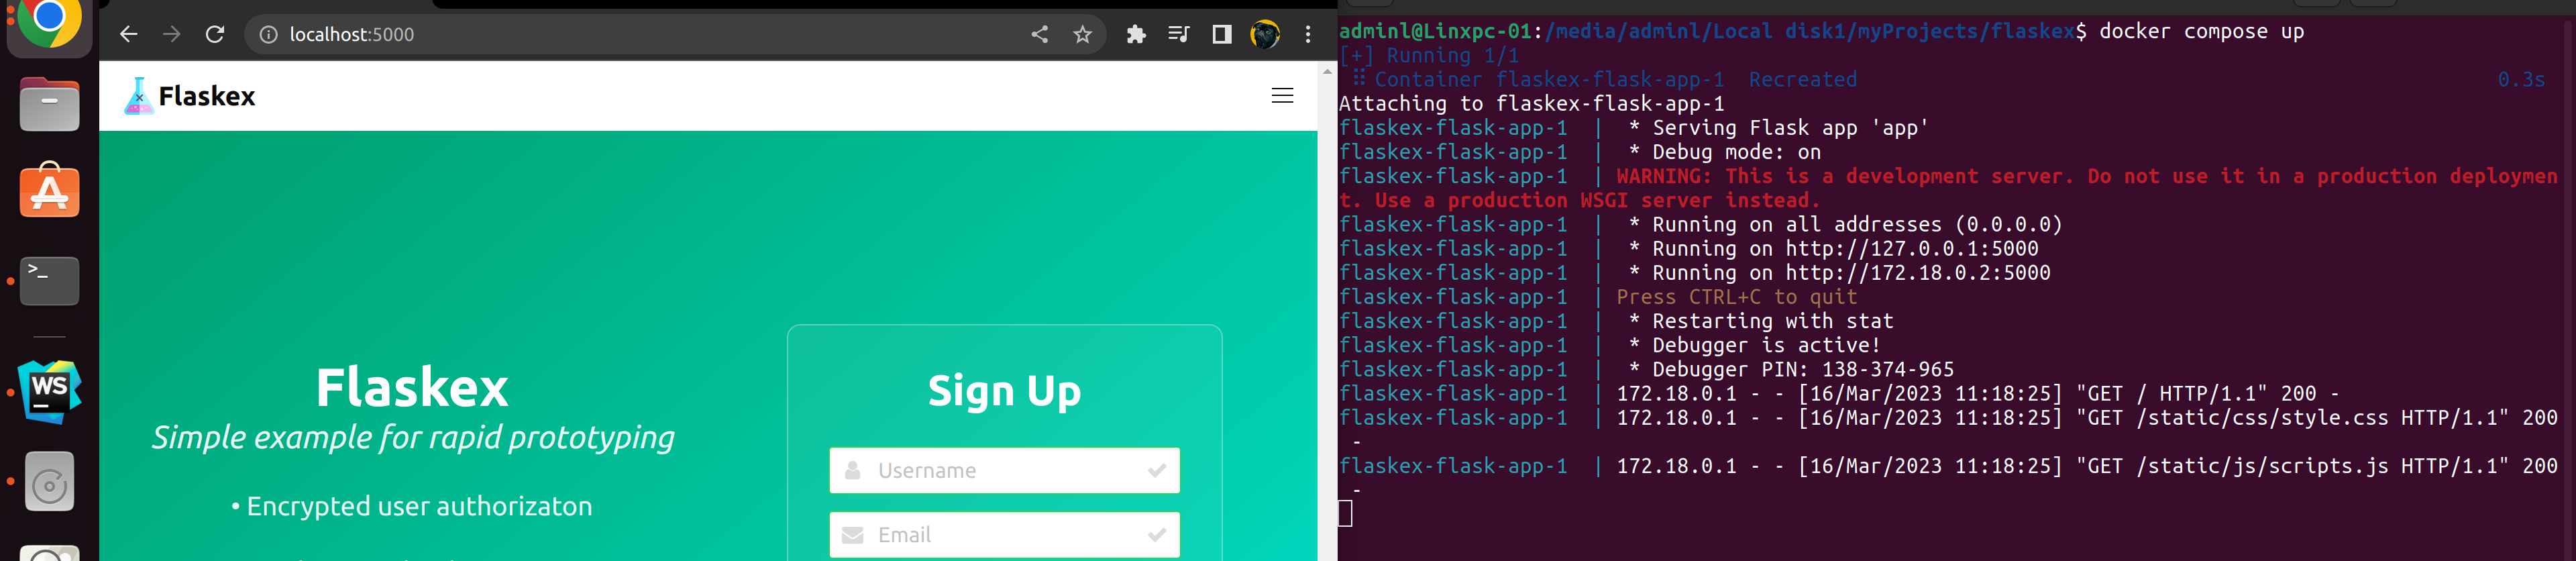 localhost:5000
Flaskex
Flaskex
Simple example for rapid prototyping
• Encrypted user authorizaton
Sign Up
Username
Email
>_
WS
adminl@Linxpc-01:/media/adminl/Local disk1/myProjects/flaskex$ docker compose up
[+] Running 1/1
⠿ Container flaskex-flask-app-1  Recreated 0.3s
Attaching to flaskex-flask-app-1
flaskex-flask-app-1  |  * Serving Flask app 'app'
flaskex-flask-app-1  |  * Debug mode: on
flaskex-flask-app-1  | WARNING: This is a development server. Do not use it in a production deploymen
t. Use a production WSGI server instead.
flaskex-flask-app-1  |  * Running on all addresses (0.0.0.0)
flaskex-flask-app-1  |  * Running on http://127.0.0.1:5000
flaskex-flask-app-1  |  * Running on http://172.18.0.2:5000
flaskex-flask-app-1  | Press CTRL+C to quit
flaskex-flask-app-1  |  * Restarting with stat
flaskex-flask-app-1  |  * Debugger is active!
flaskex-flask-app-1  |  * Debugger PIN: 138-374-965
flaskex-flask-app-1  | 172.18.0.1 - - [16/Mar/2023 11:18:25] "GET / HTTP/1.1" 200 -
flaskex-flask-app-1  | 172.18.0.1 - - [16/Mar/2023 11:18:25] "GET /static/css/style.css HTTP/1.1" 200
 -
flaskex-flask-app-1  | 172.18.0.1 - - [16/Mar/2023 11:18:25] "GET /static/js/scripts.js HTTP/1.1" 200
 -